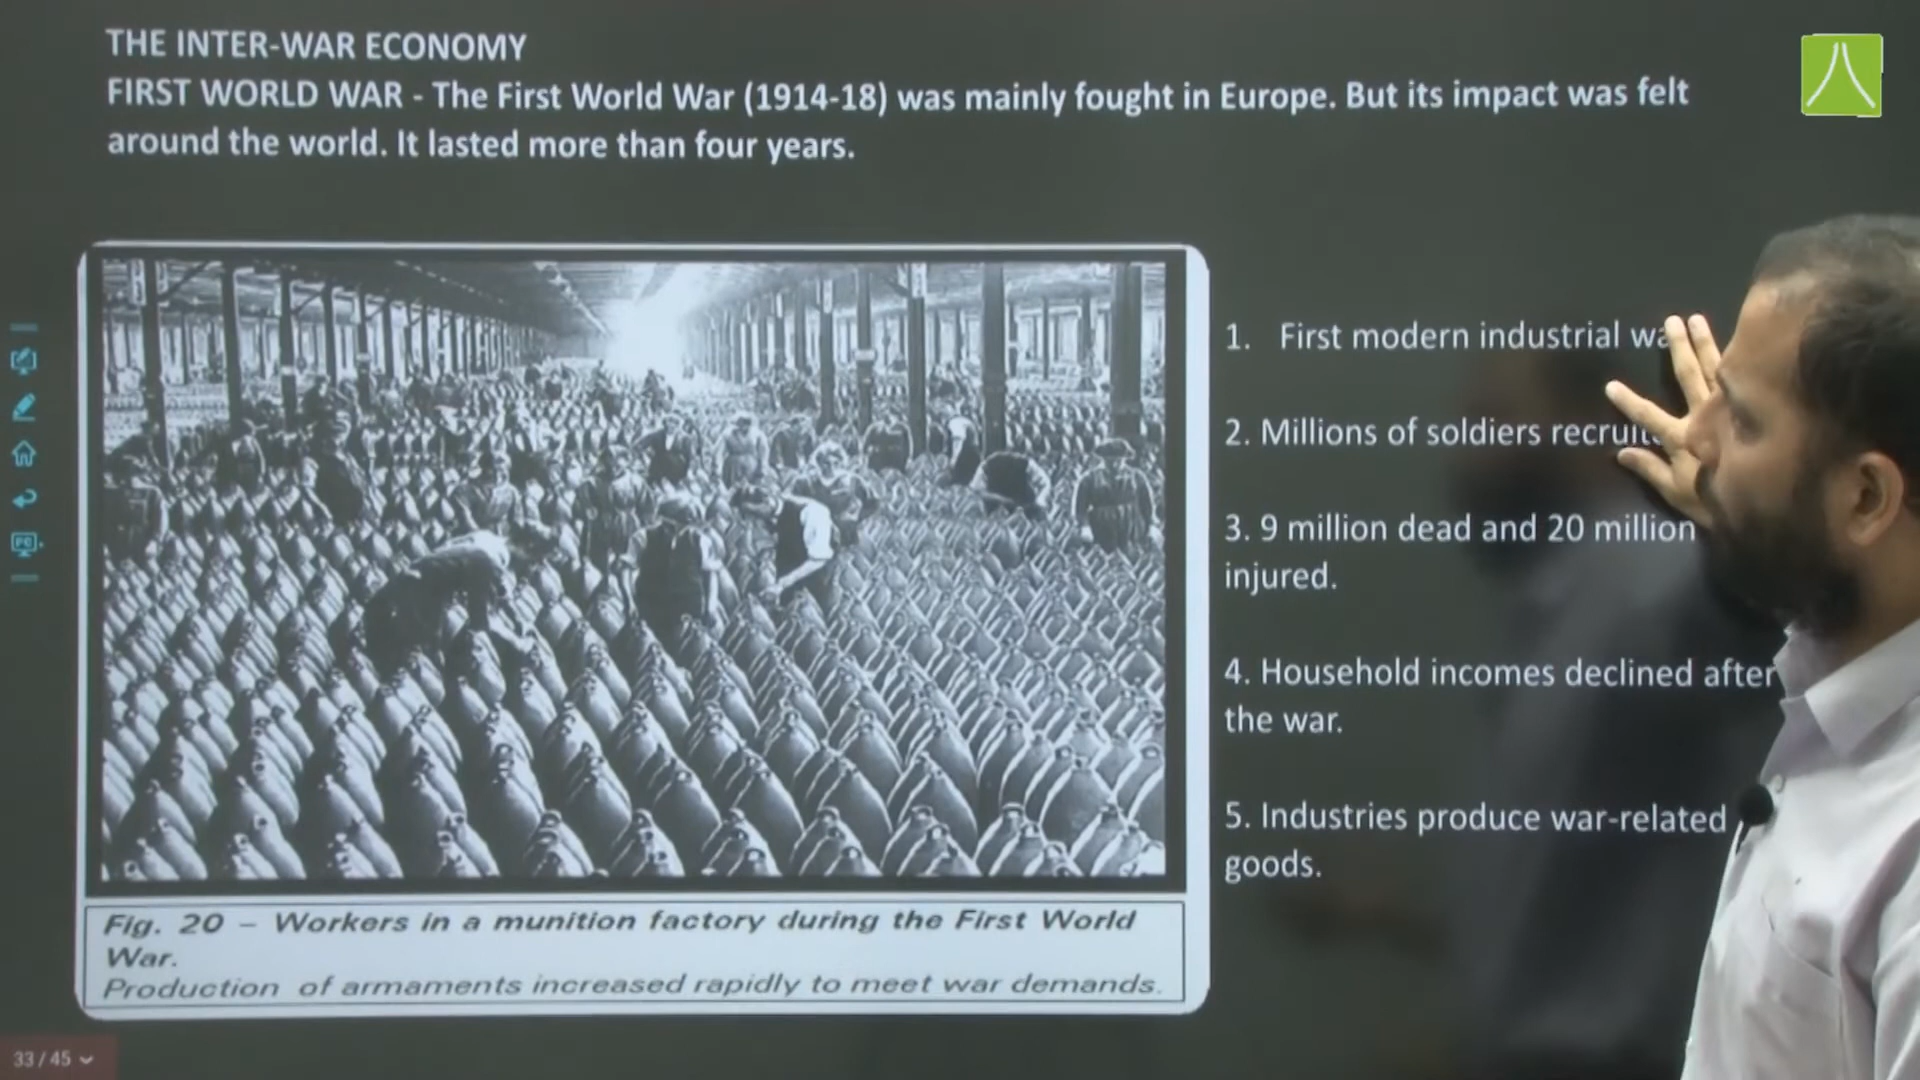 THE INTER-WAR ECONOMY
FIRST WORLD WAR - The First World War (1914-18) was mainly fought in Europe. But its impact was felt
around the world. It lasted more than four years.
1. First modern industrial
2. Millions of soldiers
3. 9 million dead and 20 million
injured.
4. Household incomes declined after
the war.
5. Industries produce war-related
goods.
Fig. 20 – Workers in a munition factory during the First World
War.
Production of armaments increased rapidly to meet war demands.
33 / 45